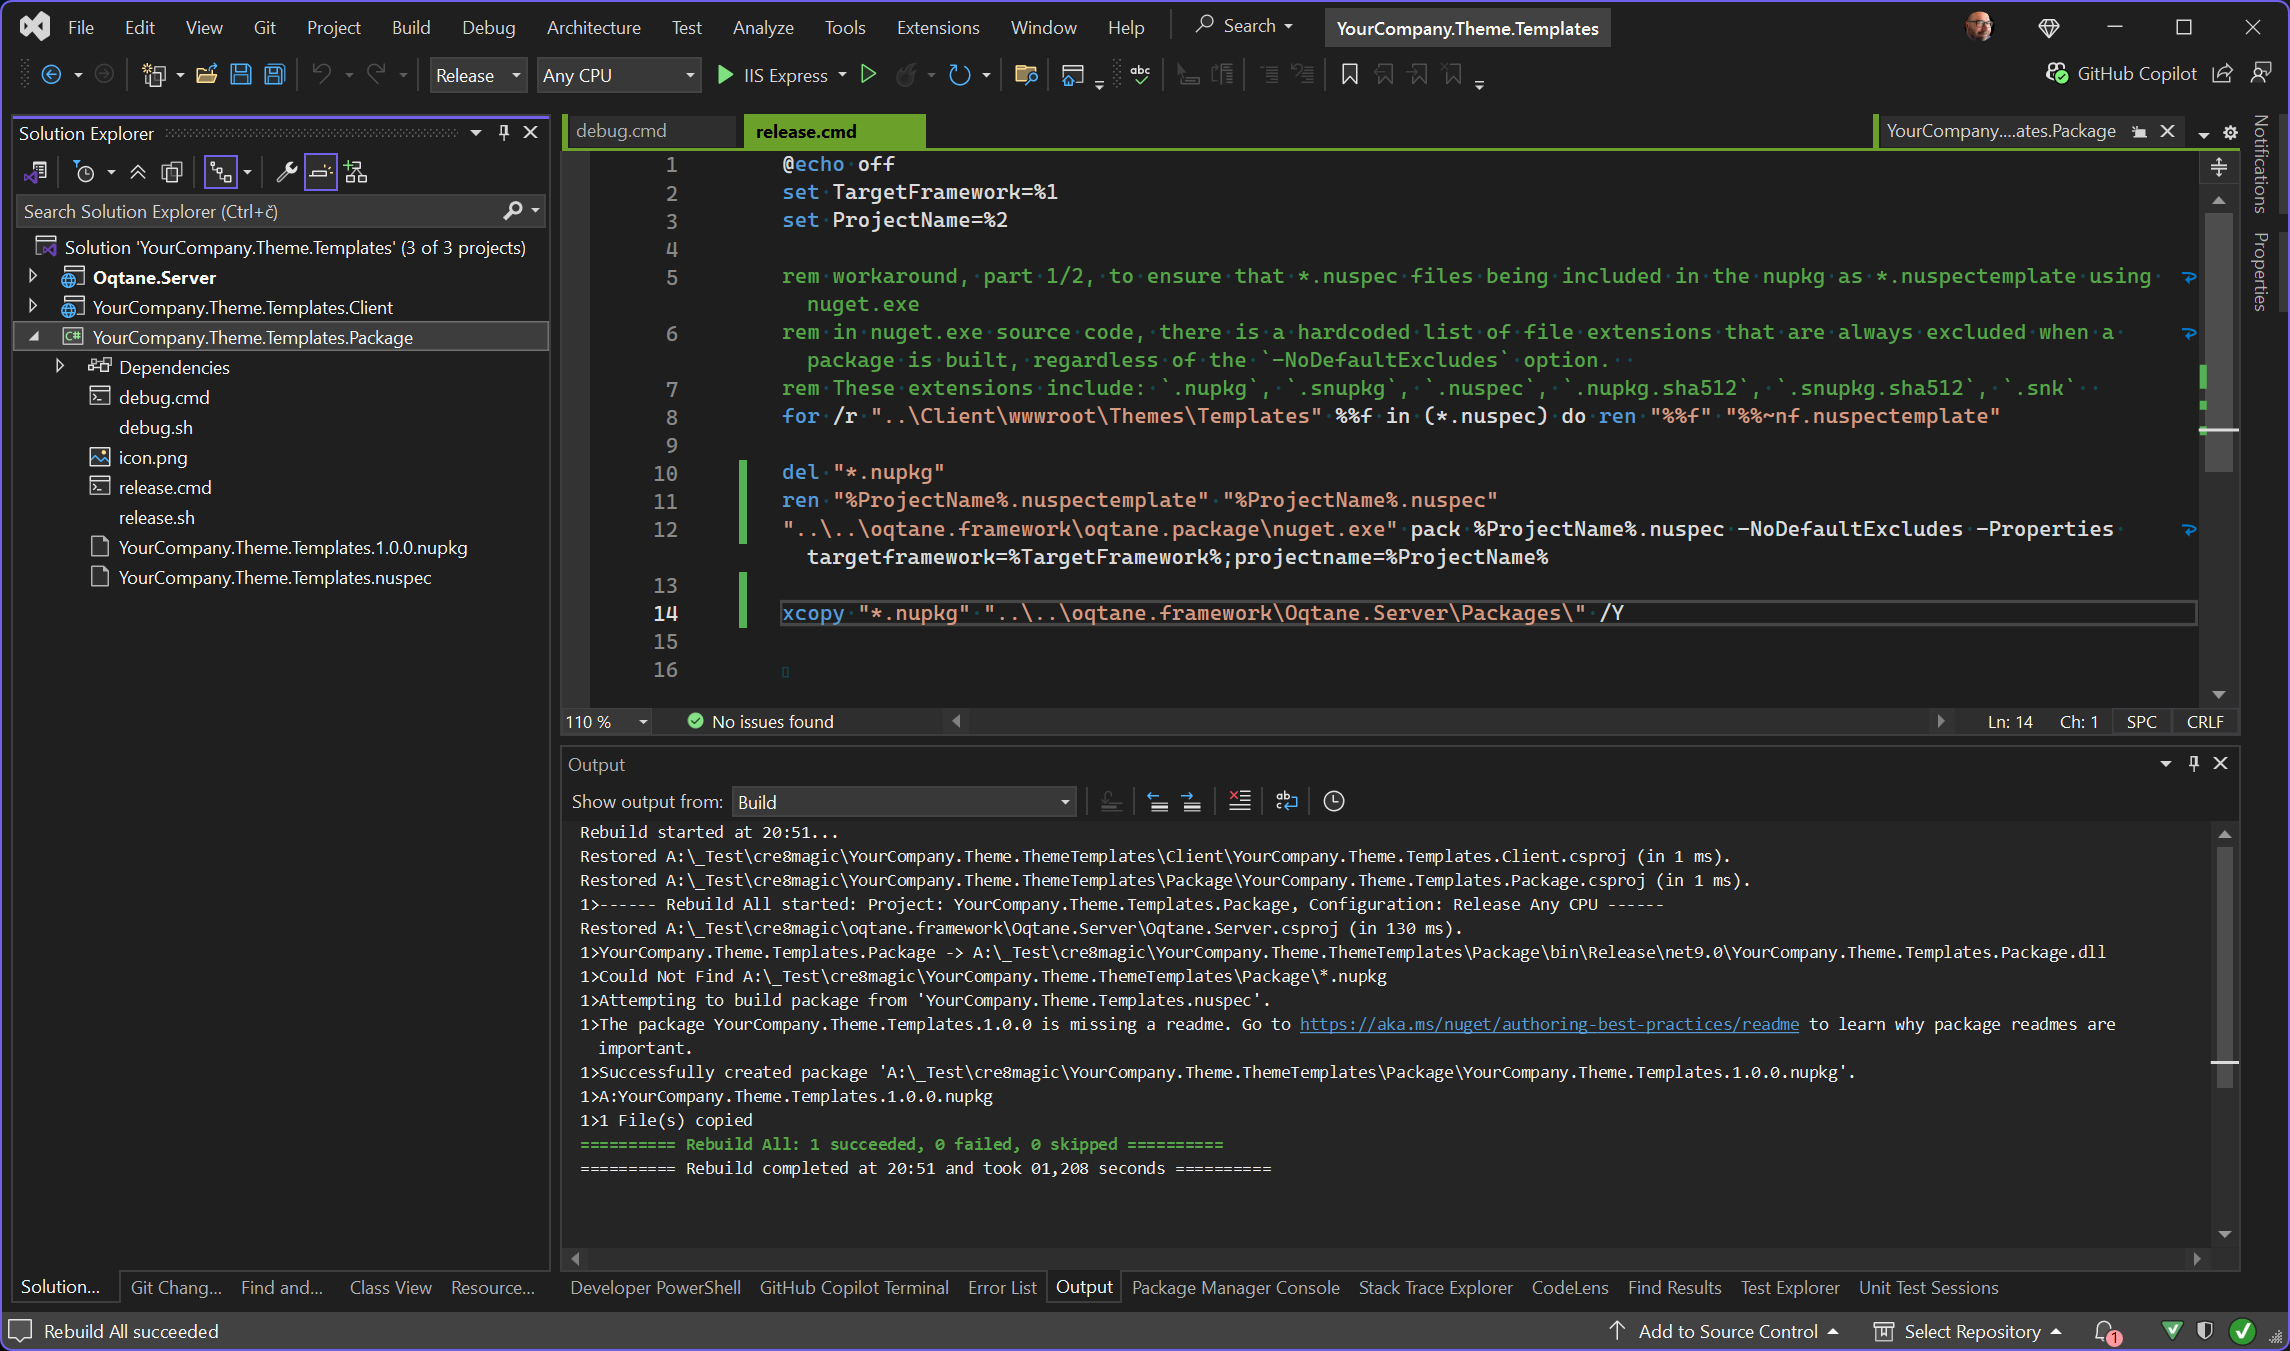 File Edit View Git Project Build Debug Architecture Test Analyze Tools Extensions Window Help Search YourCompany.Theme.Templates
Release Any CPU IIS Express abc GitHub Copilot
Solution Explorer
Search Solution Explorer (Ctrl+č)
Solution 'YourCompany.Theme.Templates' (3 of 3 projects)
Oqtane.Server
YourCompany.Theme.Templates.Client
C# YourCompany.Theme.Templates.Package
Dependencies
debug.cmd
debug.sh
icon.png
release.cmd
release.sh
YourCompany.Theme.Templates.1.0.0.nupkg
YourCompany.Theme.Templates.nuspec
debug.cmd release.cmd YourCompany....ates.Package
1 @echo off
2 set TargetFramework=%1
3 set ProjectName=%2
4
5 rem workaround, part 1/2, to ensure that *.nuspec files being included in the nupkg as *.nuspectemplate using
nuget.exe
6 rem in nuget.exe source code, there is a hardcoded list of file extensions that are always excluded when a
package is built, regardless of the `-NoDefaultExcludes` option.
7 rem These extensions include: `.nupkg`, `.snupkg`, `.nuspec`, `.nupkg.sha512`, `.snupkg.sha512`, `.snk`
8 for /r "..\Client\wwwroot\Themes\Templates" %%f in (*.nuspec) do ren "%%f" "%%~nf.nuspectemplate"
9
10 del "*.nupkg"
11 ren "%ProjectName%.nuspectemplate" "%ProjectName%.nuspec"
12 "..\..\oqtane.framework\oqtane.package\nuget.exe" pack %ProjectName%.nuspec -NoDefaultExcludes -Properties
targetframework=%TargetFramework%;projectname=%ProjectName%
13
14 xcopy "*.nupkg" "..\..\oqtane.framework\Oqtane.Server\Packages\" /Y
15
16
110 % No issues found Ln: 14 Ch: 1 SPC CRLF
Notifications
Properties
Output
Show output from: Build
Rebuild started at 20:51...
Restored A:\_Test\cre8magic\YourCompany.Theme.ThemeTemplates\Client\YourCompany.Theme.Templates.Client.csproj (in 1 ms).
Restored A:\_Test\cre8magic\YourCompany.Theme.ThemeTemplates\Package\YourCompany.Theme.Templates.Package.csproj (in 1 ms).
1>------ Rebuild All started: Project: YourCompany.Theme.Templates.Package, Configuration: Release Any CPU ------
Restored A:\_Test\cre8magic\oqtane.framework\Oqtane.Server\Oqtane.Server.csproj (in 130 ms).
1>YourCompany.Theme.Templates.Package -> A:\_Test\cre8magic\YourCompany.Theme.ThemeTemplates\Package\bin\Release\net9.0\YourCompany.Theme.Templates.Package.dll
1>Could Not Find A:\_Test\cre8magic\YourCompany.Theme.ThemeTemplates\Package\*.nupkg
1>Attempting to build package from 'YourCompany.Theme.Templates.nuspec'.
1>The package YourCompany.Theme.Templates.1.0.0 is missing a readme. Go to https://aka.ms/nuget/authoring-best-practices/readme to learn why package readmes are
important.
1>Successfully created package 'A:\_Test\cre8magic\YourCompany.Theme.ThemeTemplates\Package\YourCompany.Theme.Templates.1.0.0.nupkg'.
1>A:YourCompany.Theme.Templates.1.0.0.nupkg
1>1 File(s) copied
========== Rebuild All: 1 succeeded, 0 failed, 0 skipped ==========
========== Rebuild completed at 20:51 and took 01,208 seconds ==========
Solution... Git Chang... Find and... Class View Resource... Developer PowerShell GitHub Copilot Terminal Error List Output Package Manager Console Stack Trace Explorer CodeLens Find Results Test Explorer Unit Test Sessions
Rebuild All succeeded Add to Source Control Select Repository 1